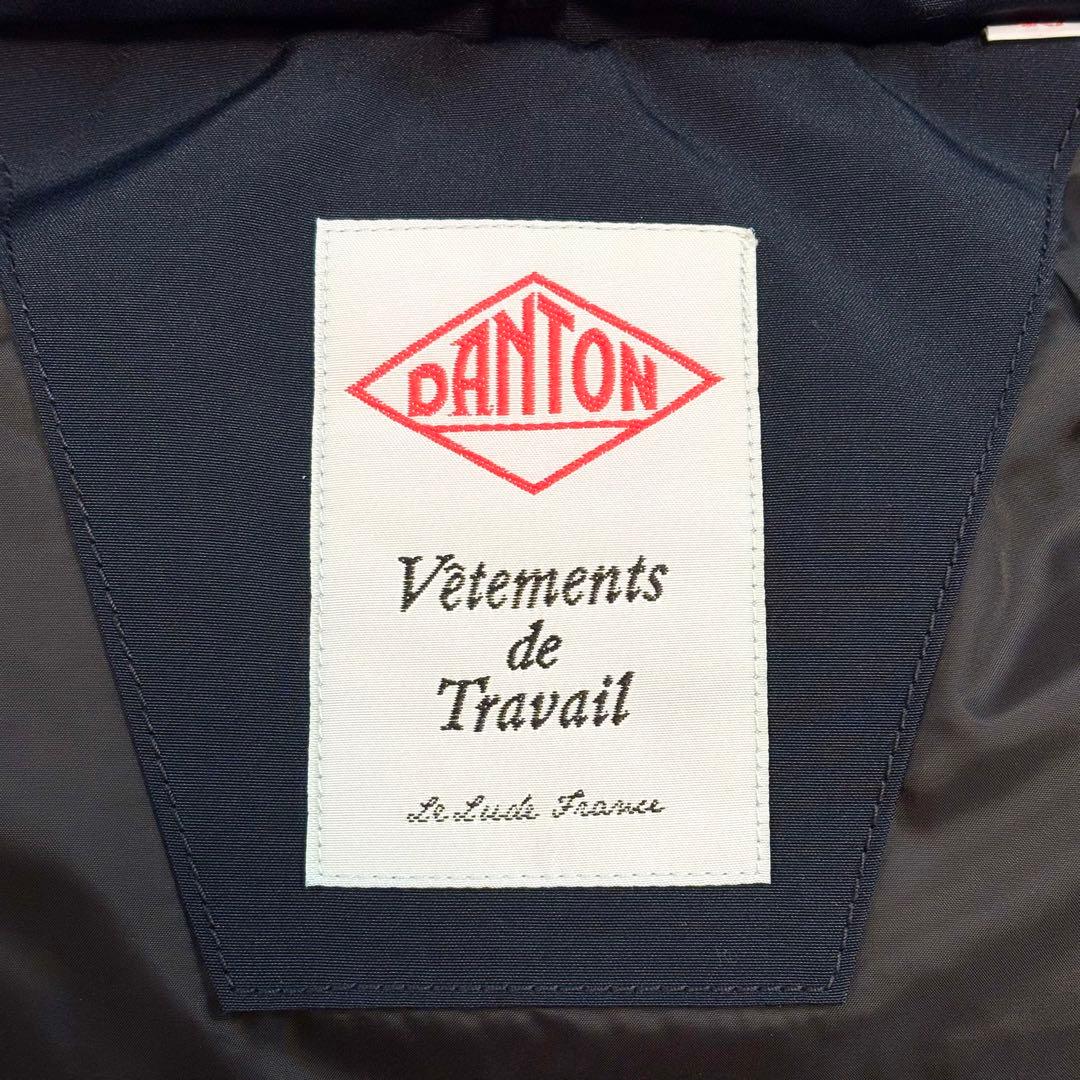 DANTON
Vêtements
de
Travail
Le Lude France